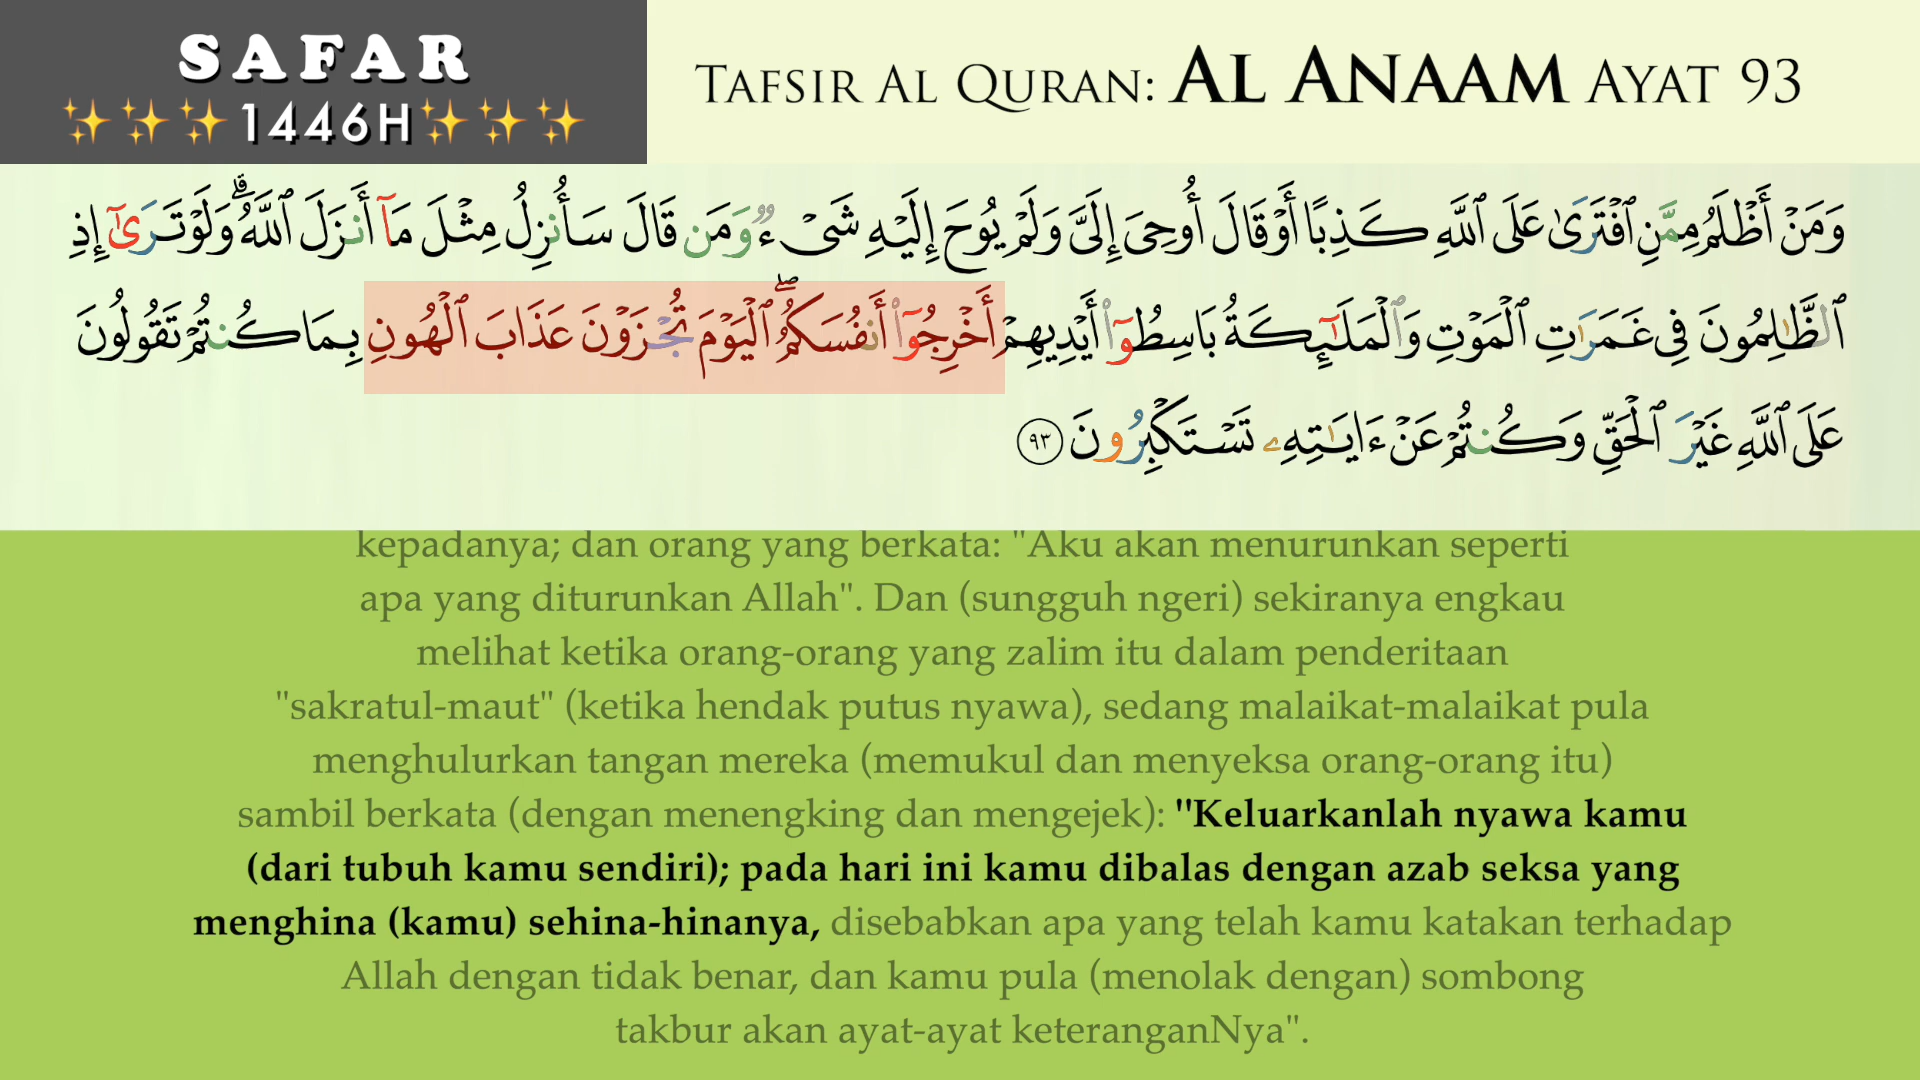 SAFAR
✨✨✨1446H✨✨✨
TAFSIR AL QURAN: AL ANAAM AYAT 93
وَمَنْ أَظْلَمُ مِمَّنِ ٱفْتَرَىٰ عَلَى ٱللَّهِ كَذِبًا أَوْ قَالَ أُوحِىَ إِلَىَّ وَلَمْ يُوحَ إِلَيْهِ شَىْءٌ وَمَن قَالَ سَأُنزِلُ مِثْلَ مَآ أَنزَلَ ٱللَّهُ ۗ وَلَوْ تَرَىٰٓ إِذِ
ٱلظَّـٰلِمُونَ فِى غَمَرَٰتِ ٱلْمَوْتِ وَٱلْمَلَـٰٓئِكَةُ بَاسِطُوٓا۟ أَيْدِيهِمْ أَخْرِجُوٓا۟ أَنفُسَكُمُ ۖ ٱلْيَوْمَ تُجْزَوْنَ عَذَابَ ٱلْهُونِ بِمَا كُنتُمْ تَقُولُونَ
عَلَى ٱللَّهِ غَيْرَ ٱلْحَقِّ وَكُنتُمْ عَنْ ءَايَـٰتِهِۦ تَسْتَكْبِرُونَ ٩٣
kepadanya; dan orang yang berkata: "Aku akan menurunkan seperti
apa yang diturunkan Allah". Dan (sungguh ngeri) sekiranya engkau
melihat ketika orang-orang yang zalim itu dalam penderitaan
"sakratul-maut" (ketika hendak putus nyawa), sedang malaikat-malaikat pula
menghulurkan tangan mereka (memukul dan menyeksa orang-orang itu)
sambil berkata (dengan menengking dan mengejek): "Keluarkanlah nyawa kamu
(dari tubuh kamu sendiri); pada hari ini kamu dibalas dengan azab seksa yang
menghina (kamu) sehina-hinanya, disebabkan apa yang telah kamu katakan terhadap
Allah dengan tidak benar, dan kamu pula (menolak dengan) sombong
takbur akan ayat-ayat keteranganNya".